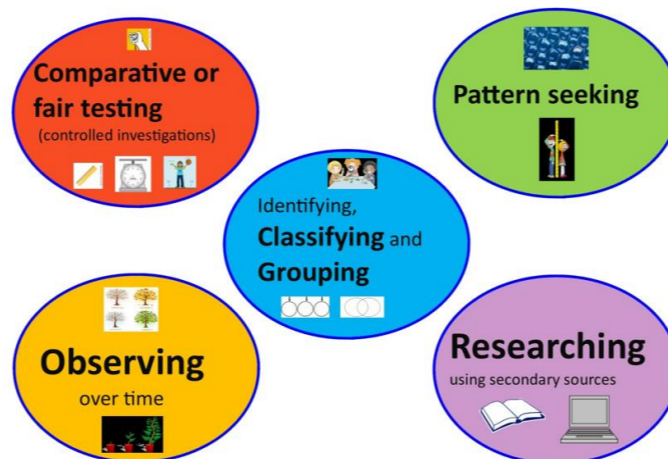 Comparative or
fair testing
(controlled investigations)
Pattern seeking
Identifying,
Classifying and
Grouping
Observing
over time
Researching
using secondary sources